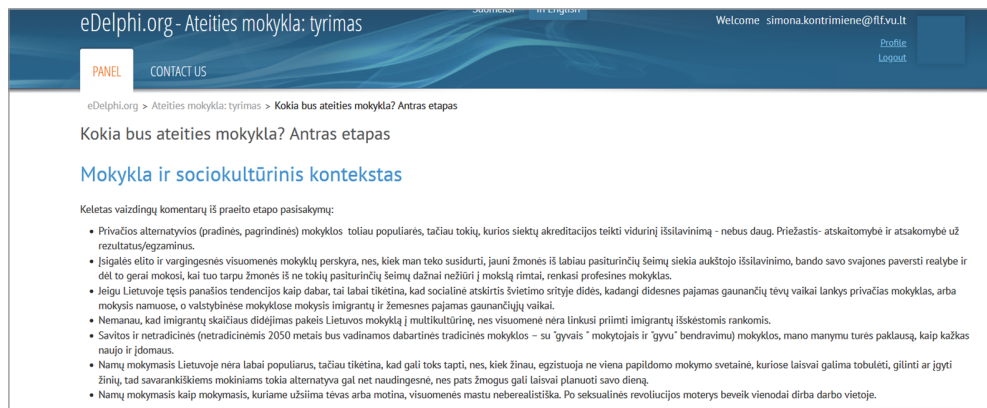 Suomeksi In English
eDelphi.org - Ateities mokykla: tyrimas
Welcome simona.kontrimiene@flf.vu.lt
Profile
Logout
PANEL CONTACT US
eDelphi.org > Ateities mokykla: tyrimas > Kokia bus ateities mokykla? Antras etapas
Kokia bus ateities mokykla? Antras etapas
Mokykla ir sociokultūrinis kontekstas
Keletas vaizdingų komentarų iš praeito etapo pasisakymų:
• Privačios alternatyvios (pradinės, pagrindinės) mokyklos toliau populiarės, tačiau tokių, kurios siektų akreditacijos teikti vidurinį išsilavinimą - nebus daug. Priežastis- atskaitomybė ir atsakomybė už
rezultatus/egzaminus.
• Įsigalės elito ir vargingesnės visuomenės mokyklų perskyra, nes, kiek man teko susidurti, jauni žmonės iš labiau pasiturinčių šeimų siekia aukštojo išsilavinimo, bando savo svajones paversti realybe ir
dėl to gerai mokosi, kai tuo tarpu žmonės iš ne tokių pasiturinčių šeimų dažnai nežiūri į mokslą rimtai, renkasi profesines mokyklas.
• Jeigu Lietuvoje tęsis panašios tendencijos kaip dabar, tai labai tikėtina, kad socialinė atskirtis švietimo srityje didės, kadangi didesnes pajamas gaunančių tėvų vaikai lankys privačias mokyklas, arba
mokysis namuose, o valstybinėse mokyklose mokysis imigrantų ir žemesnes pajamas gaunančiųjų vaikai.
• Nemanau, kad imigrantų skaičiaus didėjimas pakeis Lietuvos mokyklą į multikultūrinę, nes visuomenė nėra linkusi priimti imigrantų išskėstomis rankomis.
• Savitos ir netradicinės (netradicinėmis 2050 metais bus vadinamos dabartinės tradicinės mokyklos – su "gyvais " mokytojais ir "gyvu" bendravimu) mokyklos, mano manymu turės paklausą, kaip kažkas
naujo ir įdomaus.
• Namų mokymasis Lietuvoje nėra labai populiarus, tačiau tikėtina, kad gali toks tapti, nes, kiek žinau, egzistuoja ne viena papildomo mokymo svetainė, kuriose laisvai galima tobulėti, gilinti ar įgyti
žinių, tad savarankiškiems mokiniams tokia alternatyva gal net naudingesnė, nes pats žmogus gali laisvai planuoti savo dieną.
• Namų mokymasis kaip mokymasis, kuriame užsiima tėvas arba motina, visuomenės mastu neberealistiška. Po seksualinės revoliucijos moterys beveik vienodai dirba darbo vietoje.